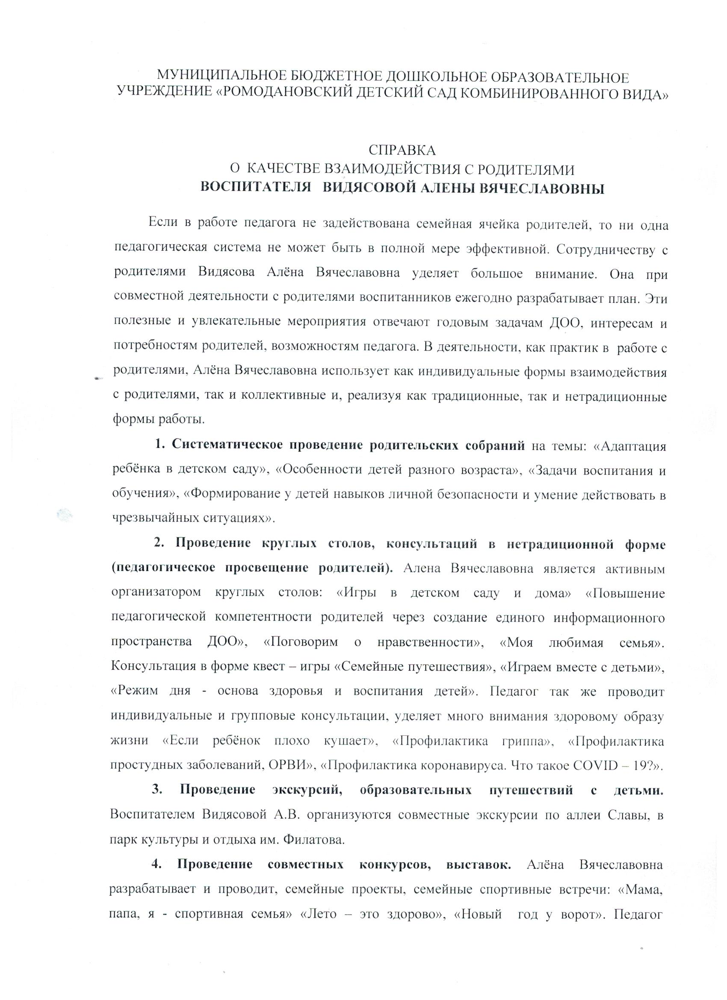 МУНИЦИПАЛЬНОЕ БЮДЖЕТНОЕ ДОШКОЛЬНОЕ ОБРАЗОВАТЕЛЬНОЕ
УЧРЕЖДЕНИЕ «РОМОДАНОВСКИЙ ДЕТСКИЙ САД КОМБИНИРОВАННОГО ВИДА»
СПРАВКА
О КАЧЕСТВЕ ВЗАИМОДЕЙСТВИЯ С РОДИТЕЛЯМИ
ВОСПИТАТЕЛЯ ВИДЯСОВОЙ АЛЕНЫ ВЯЧЕСЛАВОВНЫ
Если в работе педагога не задействована семейная ячейка родителей, то ни одна
педагогическая система не может быть в полной мере эффективной. Сотрудничеству с
родителями Видясова Алёна Вячеславовна уделяет большое внимание. Она при
совместной деятельности с родителями воспитанников ежегодно разрабатывает план. Эти
полезные и увлекательные мероприятия отвечают годовым задачам ДОО, интересам и
потребностям родителей, возможностям педагога. В деятельности, как практик в работе с
родителями, Алёна Вячеславовна использует как индивидуальные формы взаимодействия
с родителями, так и коллективные и, реализуя как традиционные, так и нетрадиционные
формы работы.
1. Систематическое проведение родительских собраний на темы: «Адаптация
ребёнка в детском саду», «Особенности детей разного возраста», «Задачи воспитания и
обучения», «Формирование у детей навыков личной безопасности и умение действовать в
чрезвычайных ситуациях».
2. Проведение круглых столов, консультаций в нетрадиционной форме
(педагогическое просвещение родителей). Алена Вячеславовна является активным
организатором круглых столов: «Игры в детском саду и дома» «Повышение
педагогической компетентности родителей через создание единого информационного
пространства ДОО», «Поговорим о нравственности», «Моя любимая семья».
Консультация в форме квест – игры «Семейные путешествия», «Играем вместе с детьми»,
«Режим дня - основа здоровья и воспитания детей». Педагог так же проводит
индивидуальные и групповые консультации, уделяет много внимания здоровому образу
жизни «Если ребёнок плохо кушает», «Профилактика гриппа», «Профилактика
простудных заболеваний, ОРВИ», «Профилактика коронавируса. Что такое COVID – 19?».
3. Проведение экскурсий, образовательных путешествий с детьми.
Воспитателем Видясовой А.В. организуются совместные экскурсии по аллеи Славы, в
парк культуры и отдыха им. Филатова.
4. Проведение совместных конкурсов, выставок. Алёна Вячеславовна
разрабатывает и проводит, семейные проекты, семейные спортивные встречи: «Мама,
папа, я - спортивная семья» «Лето – это здорово», «Новый год у ворот». Педагог